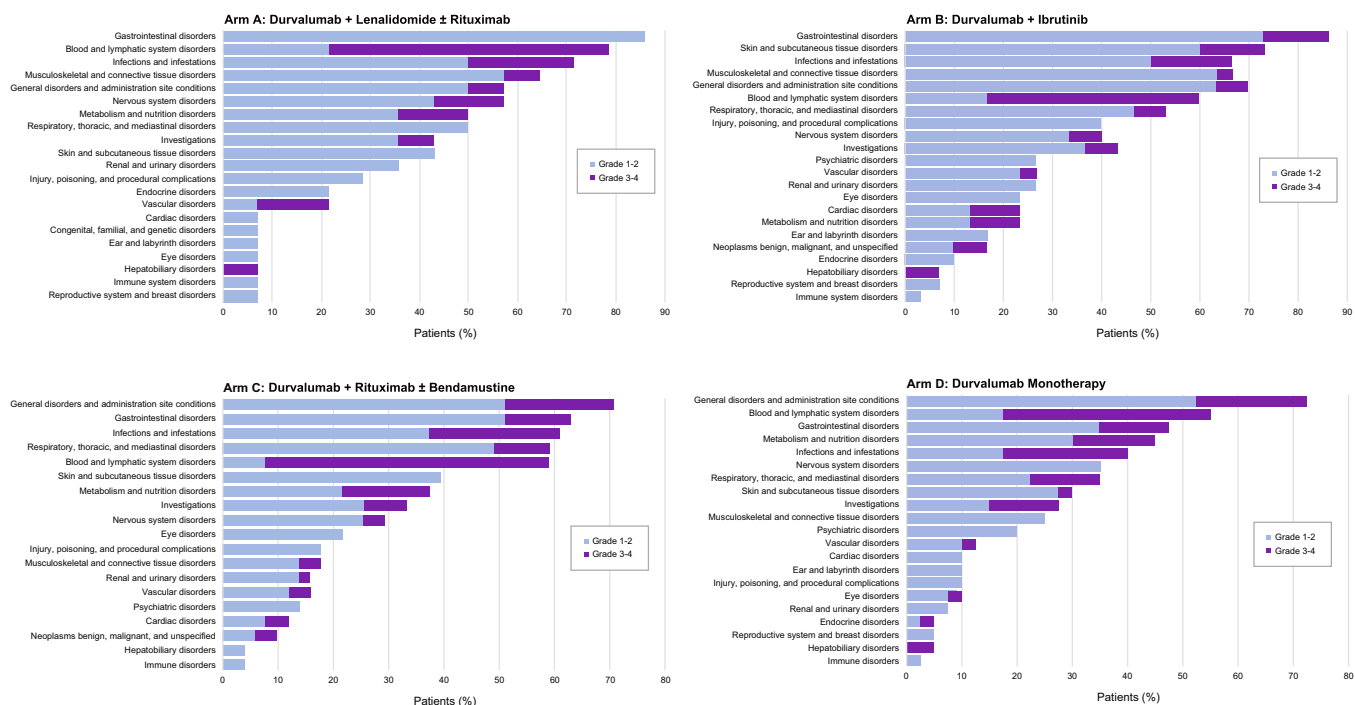 Arm A: Durvalumab + Lenalidomide ± Rituximab
Gastrointestinal disorders
Blood and lymphatic system disorders
Infections and infestations
Musculoskeletal and connective tissue disorders
General disorders and administration site conditions
Nervous system disorders
Metabolism and nutrition disorders
Respiratory, thoracic, and mediastinal disorders
Investigations
Skin and subcutaneous tissue disorders
Renal and urinary disorders
Injury, poisoning, and procedural complications
Endocrine disorders
Vascular disorders
Cardiac disorders
Congenital, familial, and genetic disorders
Ear and labyrinth disorders
Eye disorders
Hepatobiliary disorders
Immune system disorders
Reproductive system and breast disorders
Grade 1-2
Grade 3-4
0 10 20 30 40 50 60 70 80 90
Patients (%)
Arm B: Durvalumab + Ibrutinib
Gastrointestinal disorders
Skin and subcutaneous tissue disorders
Infections and infestations
Musculoskeletal and connective tissue disorders
General disorders and administration site conditions
Blood and lymphatic system disorders
Respiratory, thoracic, and mediastinal disorders
Injury, poisoning, and procedural complications
Nervous system disorders
Investigations
Psychiatric disorders
Vascular disorders
Renal and urinary disorders
Eye disorders
Cardiac disorders
Metabolism and nutrition disorders
Ear and labyrinth disorders
Neoplasms benign, malignant, and unspecified
Endocrine disorders
Hepatobiliary disorders
Reproductive system and breast disorders
Immune system disorders
Grade 1-2
Grade 3-4
0 10 20 30 40 50 60 70 80 90
Patients (%)
Arm C: Durvalumab + Rituximab ± Bendamustine
General disorders and administration site conditions
Gastrointestinal disorders
Infections and infestations
Respiratory, thoracic, and mediastinal disorders
Blood and lymphatic system disorders
Skin and subcutaneous tissue disorders
Metabolism and nutrition disorders
Investigations
Nervous system disorders
Eye disorders
Injury, poisoning, and procedural complications
Musculoskeletal and connective tissue disorders
Renal and urinary disorders
Vascular disorders
Psychiatric disorders
Cardiac disorders
Neoplasms benign, malignant, and unspecified
Hepatobiliary disorders
Immune disorders
Grade 1-2
Grade 3-4
0 10 20 30 40 50 60 70 80
Patients (%)
Arm D: Durvalumab Monotherapy
General disorders and administration site conditions
Blood and lymphatic system disorders
Gastrointestinal disorders
Metabolism and nutrition disorders
Infections and infestations
Nervous system disorders
Respiratory, thoracic, and mediastinal disorders
Skin and subcutaneous tissue disorders
Investigations
Musculoskeletal and connective tissue disorders
Psychiatric disorders
Vascular disorders
Cardiac disorders
Ear and labyrinth disorders
Injury, poisoning, and procedural complications
Eye disorders
Renal and urinary disorders
Endocrine disorders
Reproductive system and breast disorders
Hepatobiliary disorders
Immune disorders
Grade 1-2
Grade 3-4
0 10 20 30 40 50 60 70 80
Patients (%)